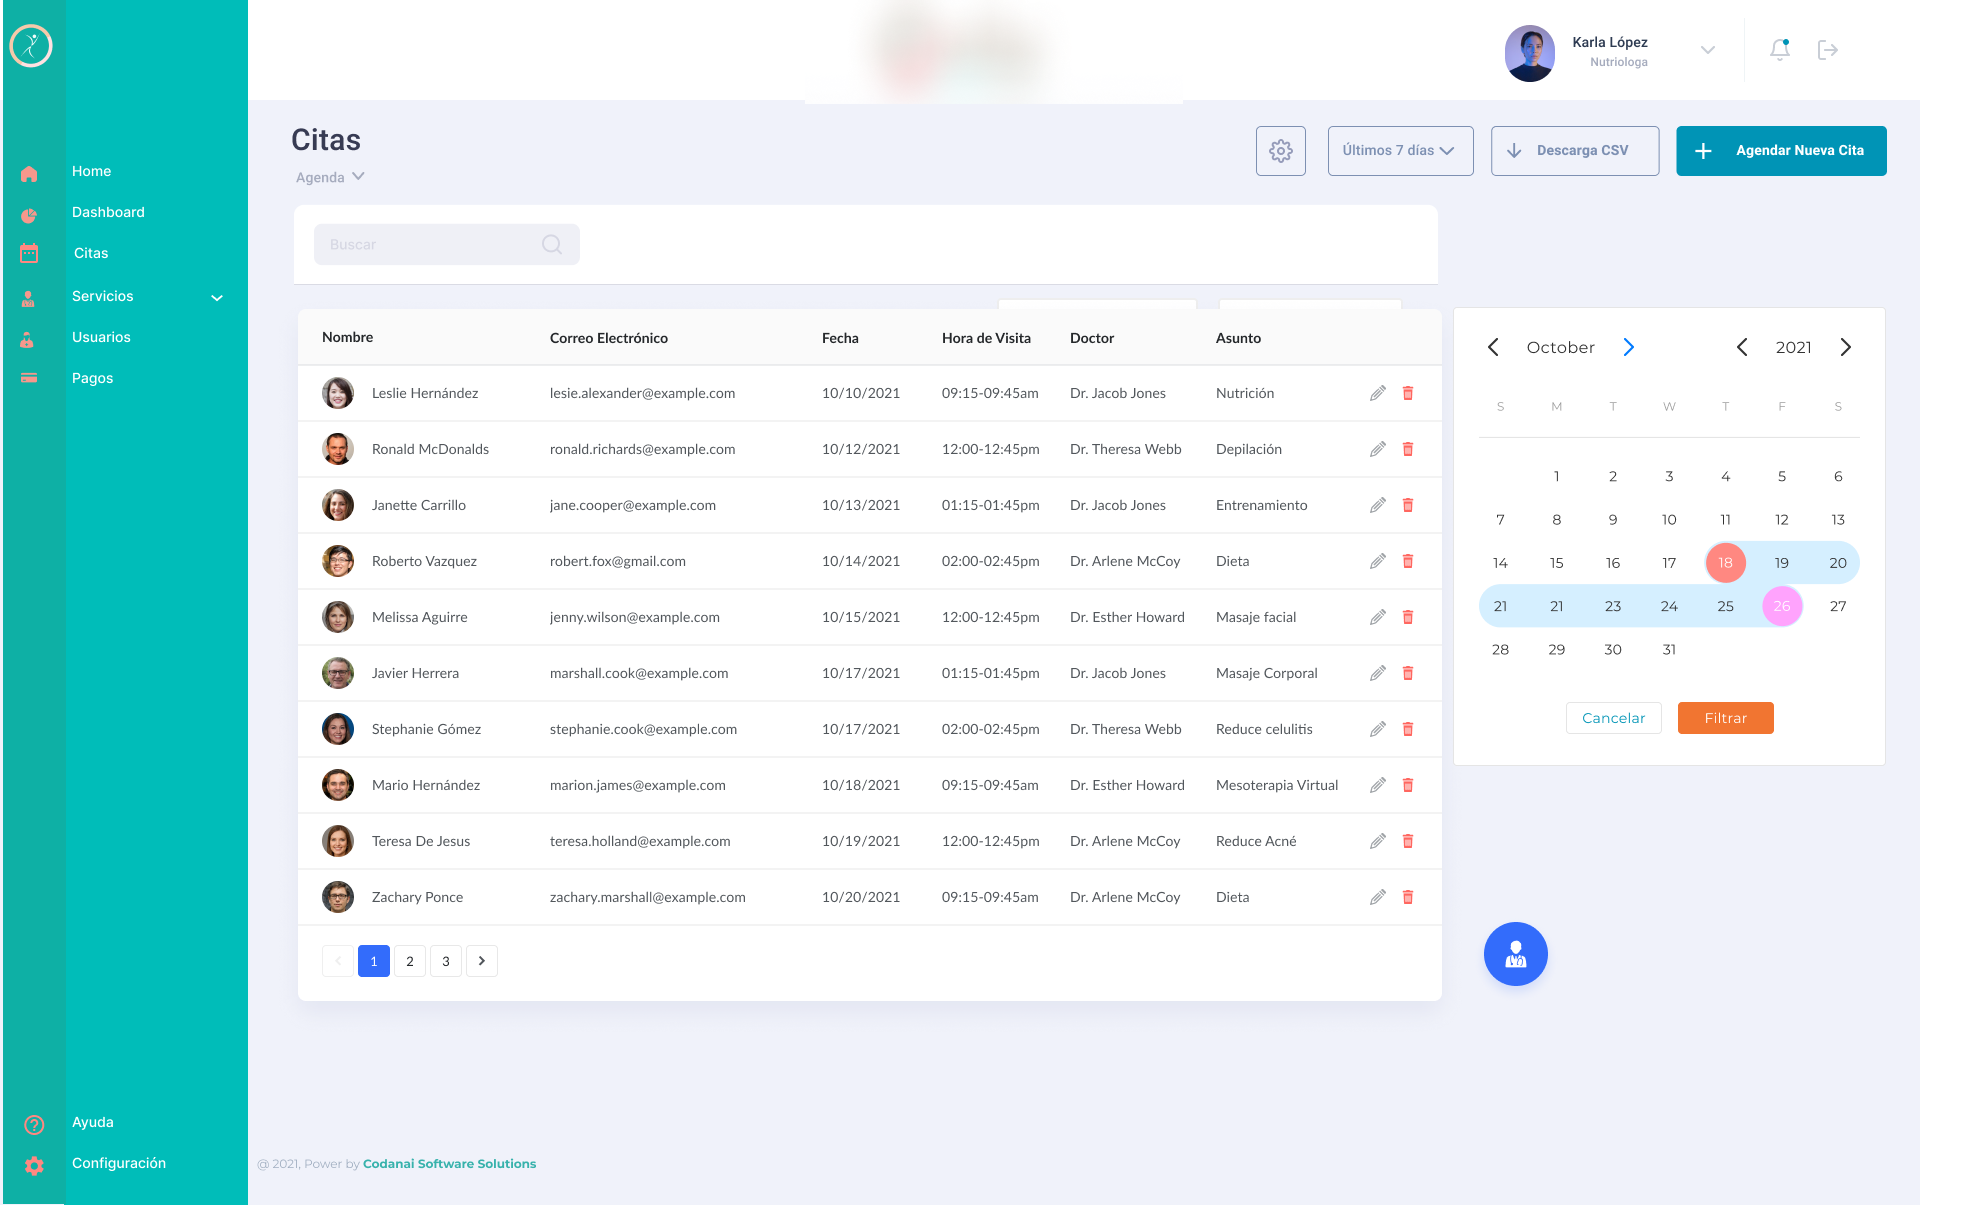 Karla López
Nutriologa
Home
Dashboard
Citas
Servicios
Usuarios
Pagos
Ayuda
Configuración
Citas
Agenda
Últimos 7 días
Descarga CSV
Agendar Nueva Cita
Buscar
Nombre Correo Electrónico Fecha Hora de Visita Doctor Asunto
Leslie Hernández lesie.alexander@example.com 10/10/2021 09:15-09:45am Dr. Jacob Jones Nutrición
Ronald McDonalds ronald.richards@example.com 10/12/2021 12:00-12:45pm Dr. Theresa Webb Depilación
Janette Carrillo jane.cooper@example.com 10/13/2021 01:15-01:45pm Dr. Jacob Jones Entrenamiento
Roberto Vazquez robert.fox@gmail.com 10/14/2021 02:00-02:45pm Dr. Arlene McCoy Dieta
Melissa Aguirre jenny.wilson@example.com 10/15/2021 12:00-12:45pm Dr. Esther Howard Masaje facial
Javier Herrera marshall.cook@example.com 10/17/2021 01:15-01:45pm Dr. Jacob Jones Masaje Corporal
Stephanie Gómez stephanie.cook@example.com 10/17/2021 02:00-02:45pm Dr. Theresa Webb Reduce celulitis
Mario Hernández marion.james@example.com 10/18/2021 09:15-09:45am Dr. Esther Howard Mesoterapia Virtual
Teresa De Jesus teresa.holland@example.com 10/19/2021 12:00-12:45pm Dr. Arlene McCoy Reduce Acné
Zachary Ponce zachary.marshall@example.com 10/20/2021 09:15-09:45am Dr. Arlene McCoy Dieta
1 2 3
October 2021
S M T W T F S
1 2 3 4 5 6
7 8 9 10 11 12 13
14 15 16 17 18 19 20
21 21 23 24 25 26 27
28 29 30 31
Cancelar Filtrar
@ 2021, Power by Codanai Software Solutions